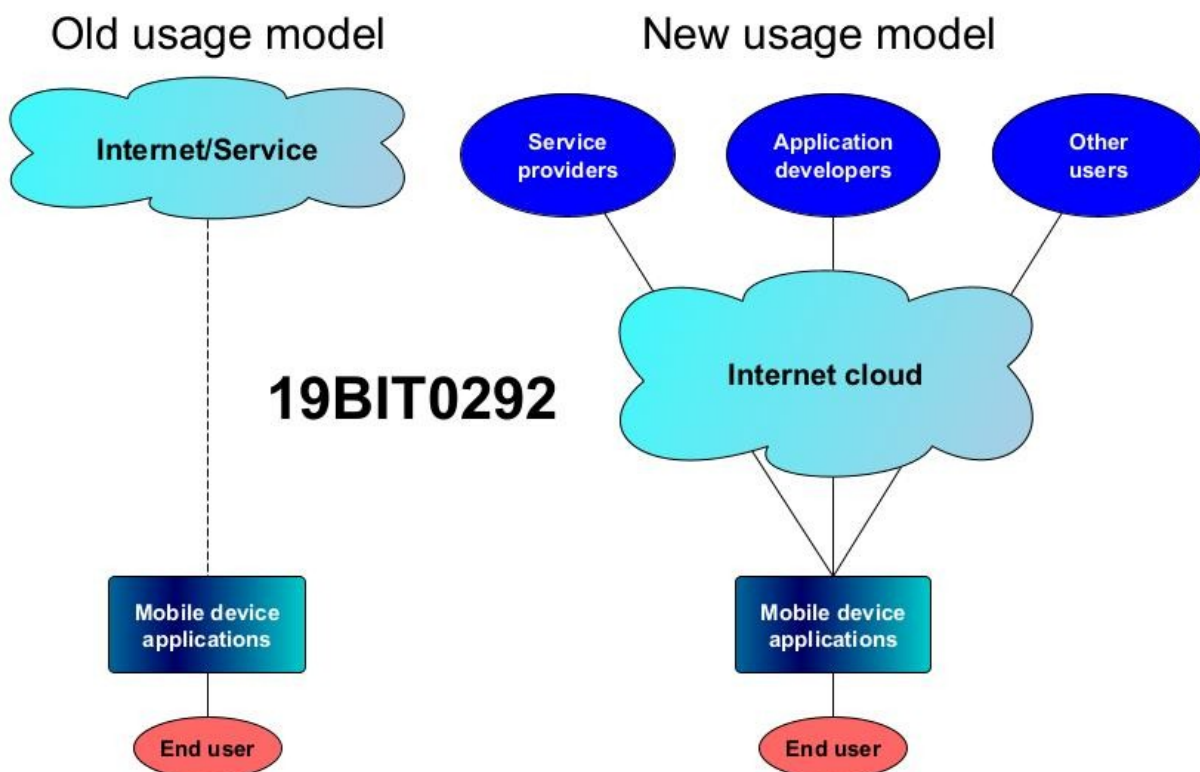 Old usage model
New usage model
Internet/Service
Service
providers
Application
developers
Other
users
Internet cloud
19BIT0292
Mobile device
applications
Mobile device
applications
End user
End user